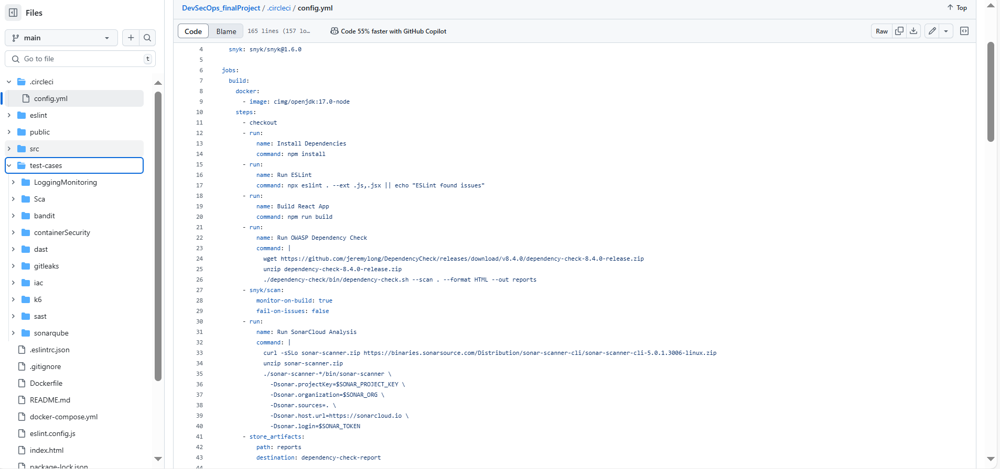 Files
main
Go to file
t
.circleci
config.yml
eslint
public
src
test-cases
LoggingMonitoring
Sca
bandit
containerSecurity
dast
gitleaks
iac
k6
sast
sonarqube
.eslintrc.json
.gitignore
Dockerfile
README.md
docker-compose.yml
eslint.config.js
index.html
package-lock.json
DevSecOps_finalProject / .circleci / config.yml
Top
Code Blame 165 lines (157 lo… Code 55% faster with GitHub Copilot
Raw
4 snyk: snyk/snyk@1.6.0
5
6 jobs:
7 build:
8 docker:
9 - image: cimg/openjdk:17.0-node
10 steps:
11 - checkout
12 - run:
13 name: Install Dependencies
14 command: npm install
15 - run:
16 name: Run ESLint
17 command: npx eslint . --ext .js,.jsx || echo "ESLint found issues"
18 - run:
19 name: Build React App
20 command: npm run build
21 - run:
22 name: Run OWASP Dependency Check
23 command: |
24 wget https://github.com/jeremylong/DependencyCheck/releases/download/v8.4.0/dependency-check-8.4.0-release.zip
25 unzip dependency-check-8.4.0-release.zip
26 ./dependency-check/bin/dependency-check.sh --scan . --format HTML --out reports
27 - snyk/scan:
28 monitor-on-build: true
29 fail-on-issues: false
30 - run:
31 name: Run SonarCloud Analysis
32 command: |
33 curl -sSLo sonar-scanner.zip https://binaries.sonarsource.com/Distribution/sonar-scanner-cli/sonar-scanner-cli-5.0.1.3006-linux.zip
34 unzip sonar-scanner.zip
35 ./sonar-scanner-*/bin/sonar-scanner \
36 -Dsonar.projectKey=$SONAR_PROJECT_KEY \
37 -Dsonar.organization=$SONAR_ORG \
38 -Dsonar.sources=. \
39 -Dsonar.host.url=https://sonarcloud.io \
40 -Dsonar.login=$SONAR_TOKEN
41 - store_artifacts:
42 path: reports
43 destination: dependency-check-report
44